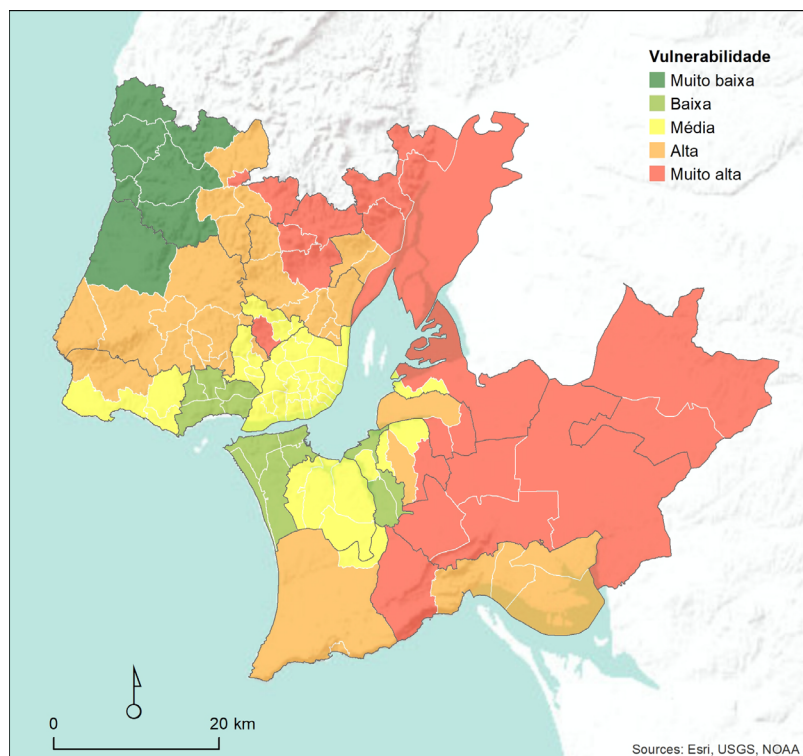 Vulnerabilidade
Muito baixa
Baixa
Média
Alta
Muito alta
0 20 km
Sources: Esri, USGS, NOAA